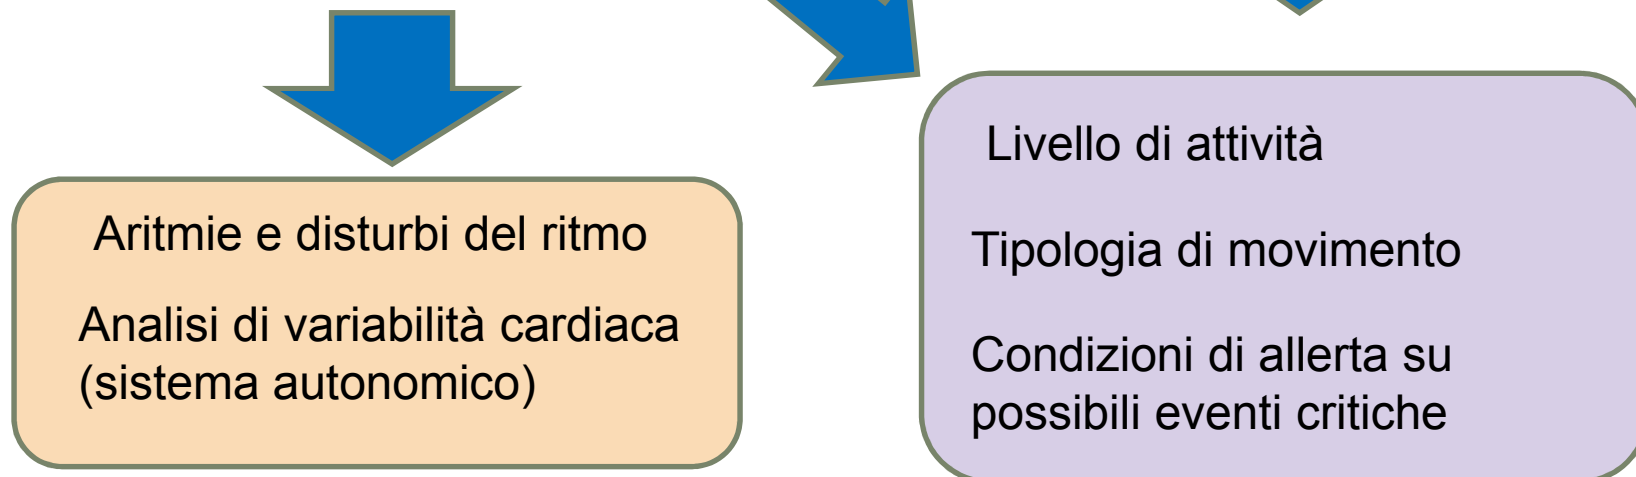 Aritmie e disturbi del ritmo
Analisi di variabilità cardiaca
(sistema autonomico)
Livello di attività
Tipologia di movimento
Condizioni di allerta su
possibili eventi critiche